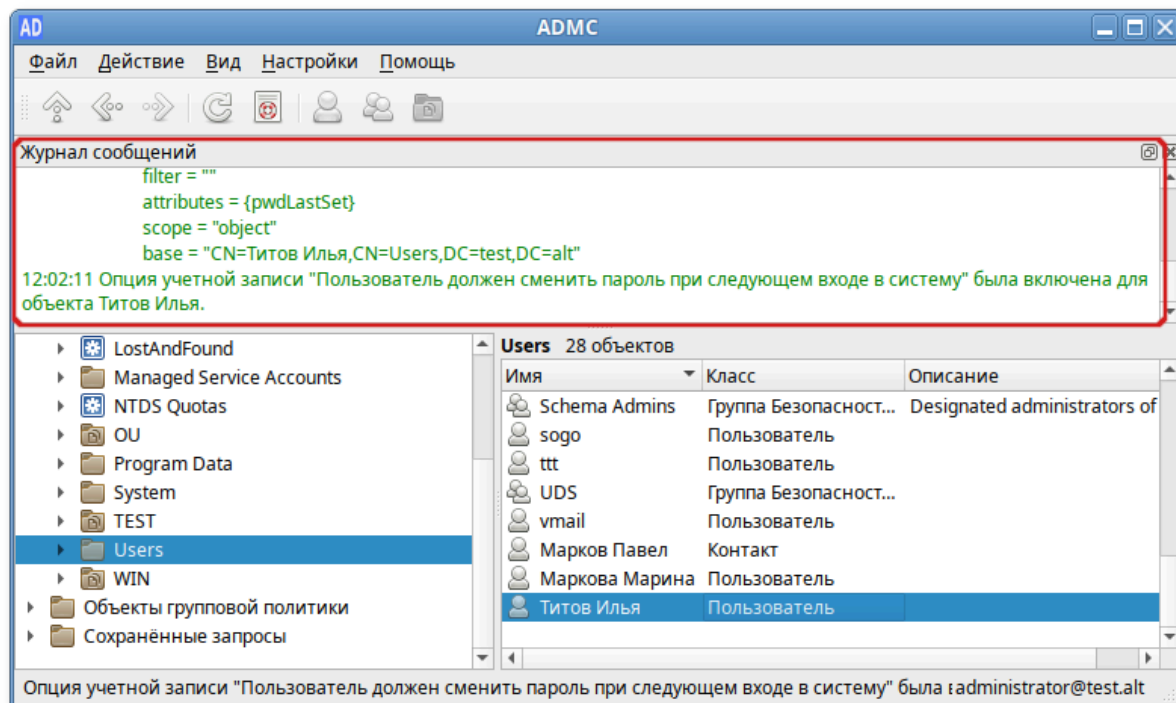 AD ADMC
Файл Действие Вид Настройки Помощь
Журнал сообщений
filter = ""
attributes = {pwdLastSet}
scope = "object"
base = "CN=Титов Илья,CN=Users,DC=test,DC=alt"
12:02:11 Опция учетной записи "Пользователь должен сменить пароль при следующем входе в систему" была включена для
объекта Титов Илья.
LostAndFound
Managed Service Accounts
NTDS Quotas
OU
Program Data
System
TEST
Users
WIN
Объекты групповой политики
Сохранённые запросы
Users 28 объектов
Имя Класс Описание
Schema Admins Группа Безопасност... Designated administrators of
sogo Пользователь
ttt Пользователь
UDS Группа Безопасност...
vmail Пользователь
Марков Павел Контакт
Маркова Марина Пользователь
Титов Илья Пользователь
Опция учетной записи "Пользователь должен сменить пароль при следующем входе в систему" была administrator@test.alt